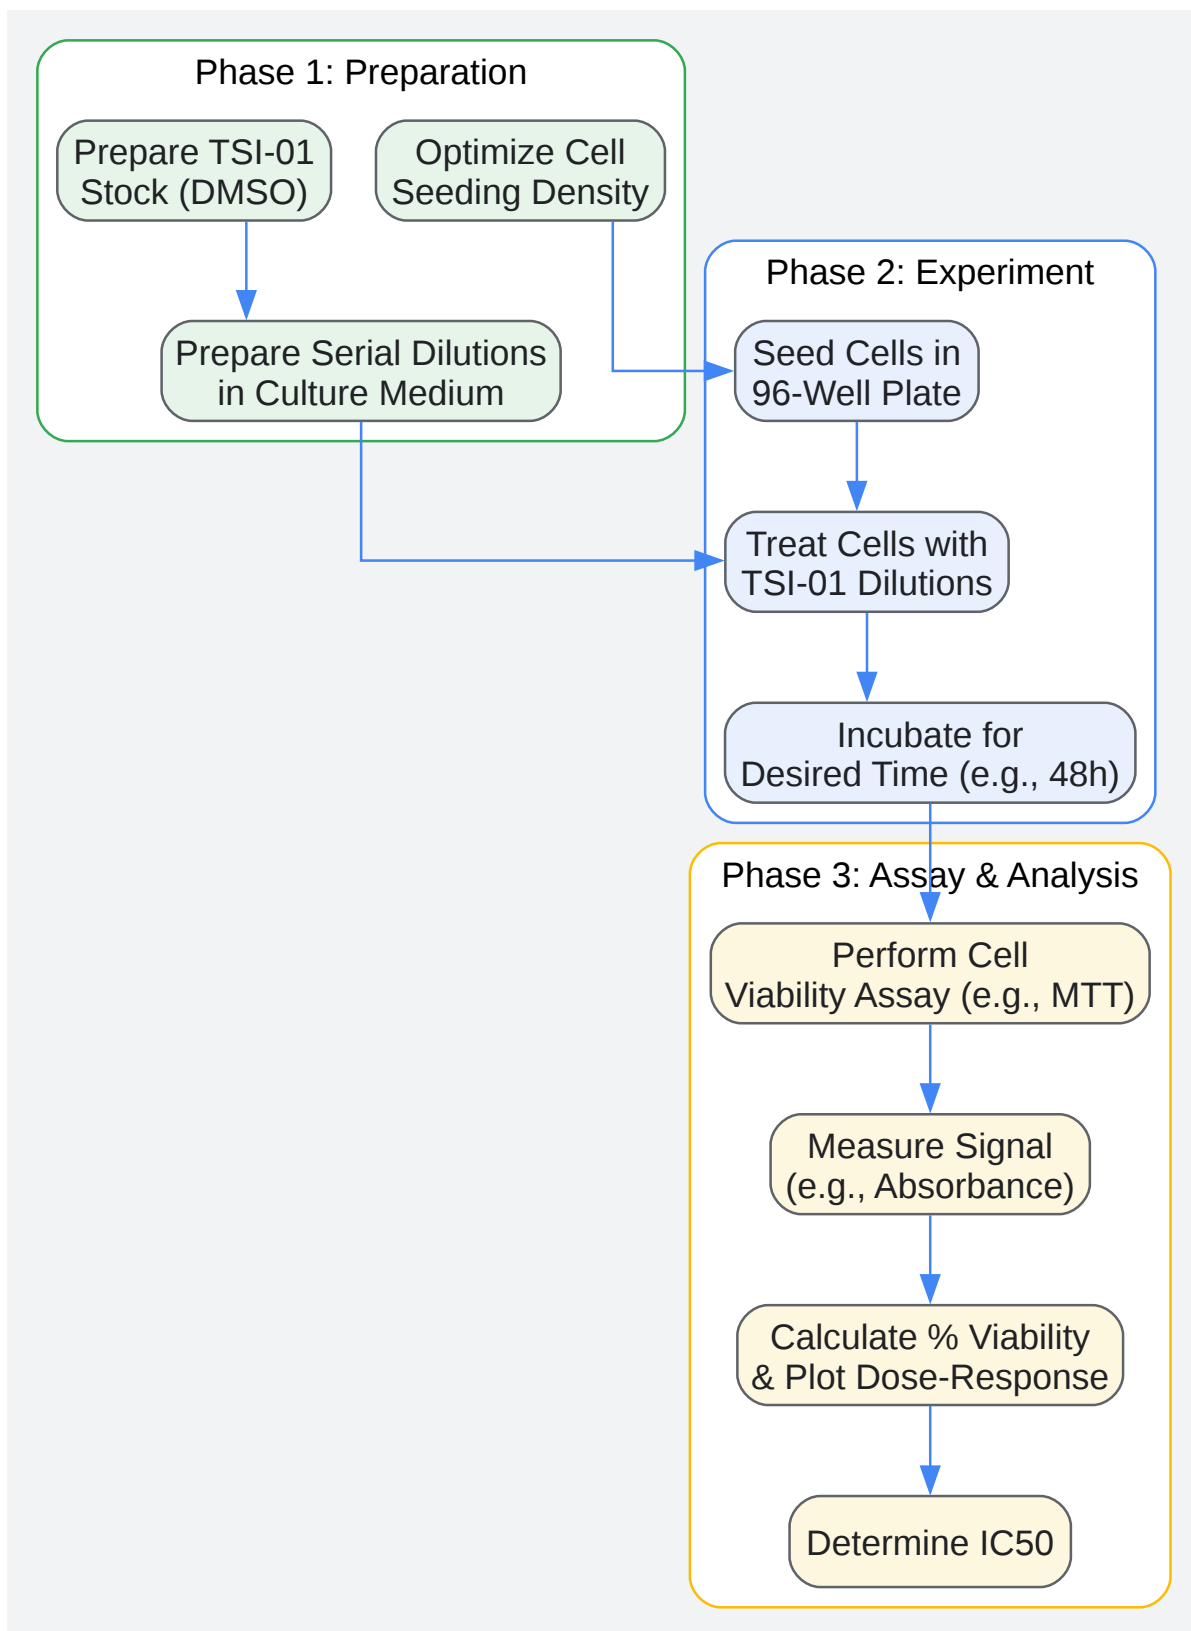 Phase 1: Preparation
Prepare TSI-01
Stock (DMSO)
Optimize Cell
Seeding Density
Prepare Serial Dilutions
in Culture Medium
Phase 2: Experiment
Seed Cells in
96-Well Plate
Treat Cells with
TSI-01 Dilutions
Incubate for
Desired Time (e.g., 48h)
Phase 3: Assay & Analysis
Perform Cell
Viability Assay (e.g., MTT)
Measure Signal
(e.g., Absorbance)
Calculate % Viability
& Plot Dose-Response
Determine IC50